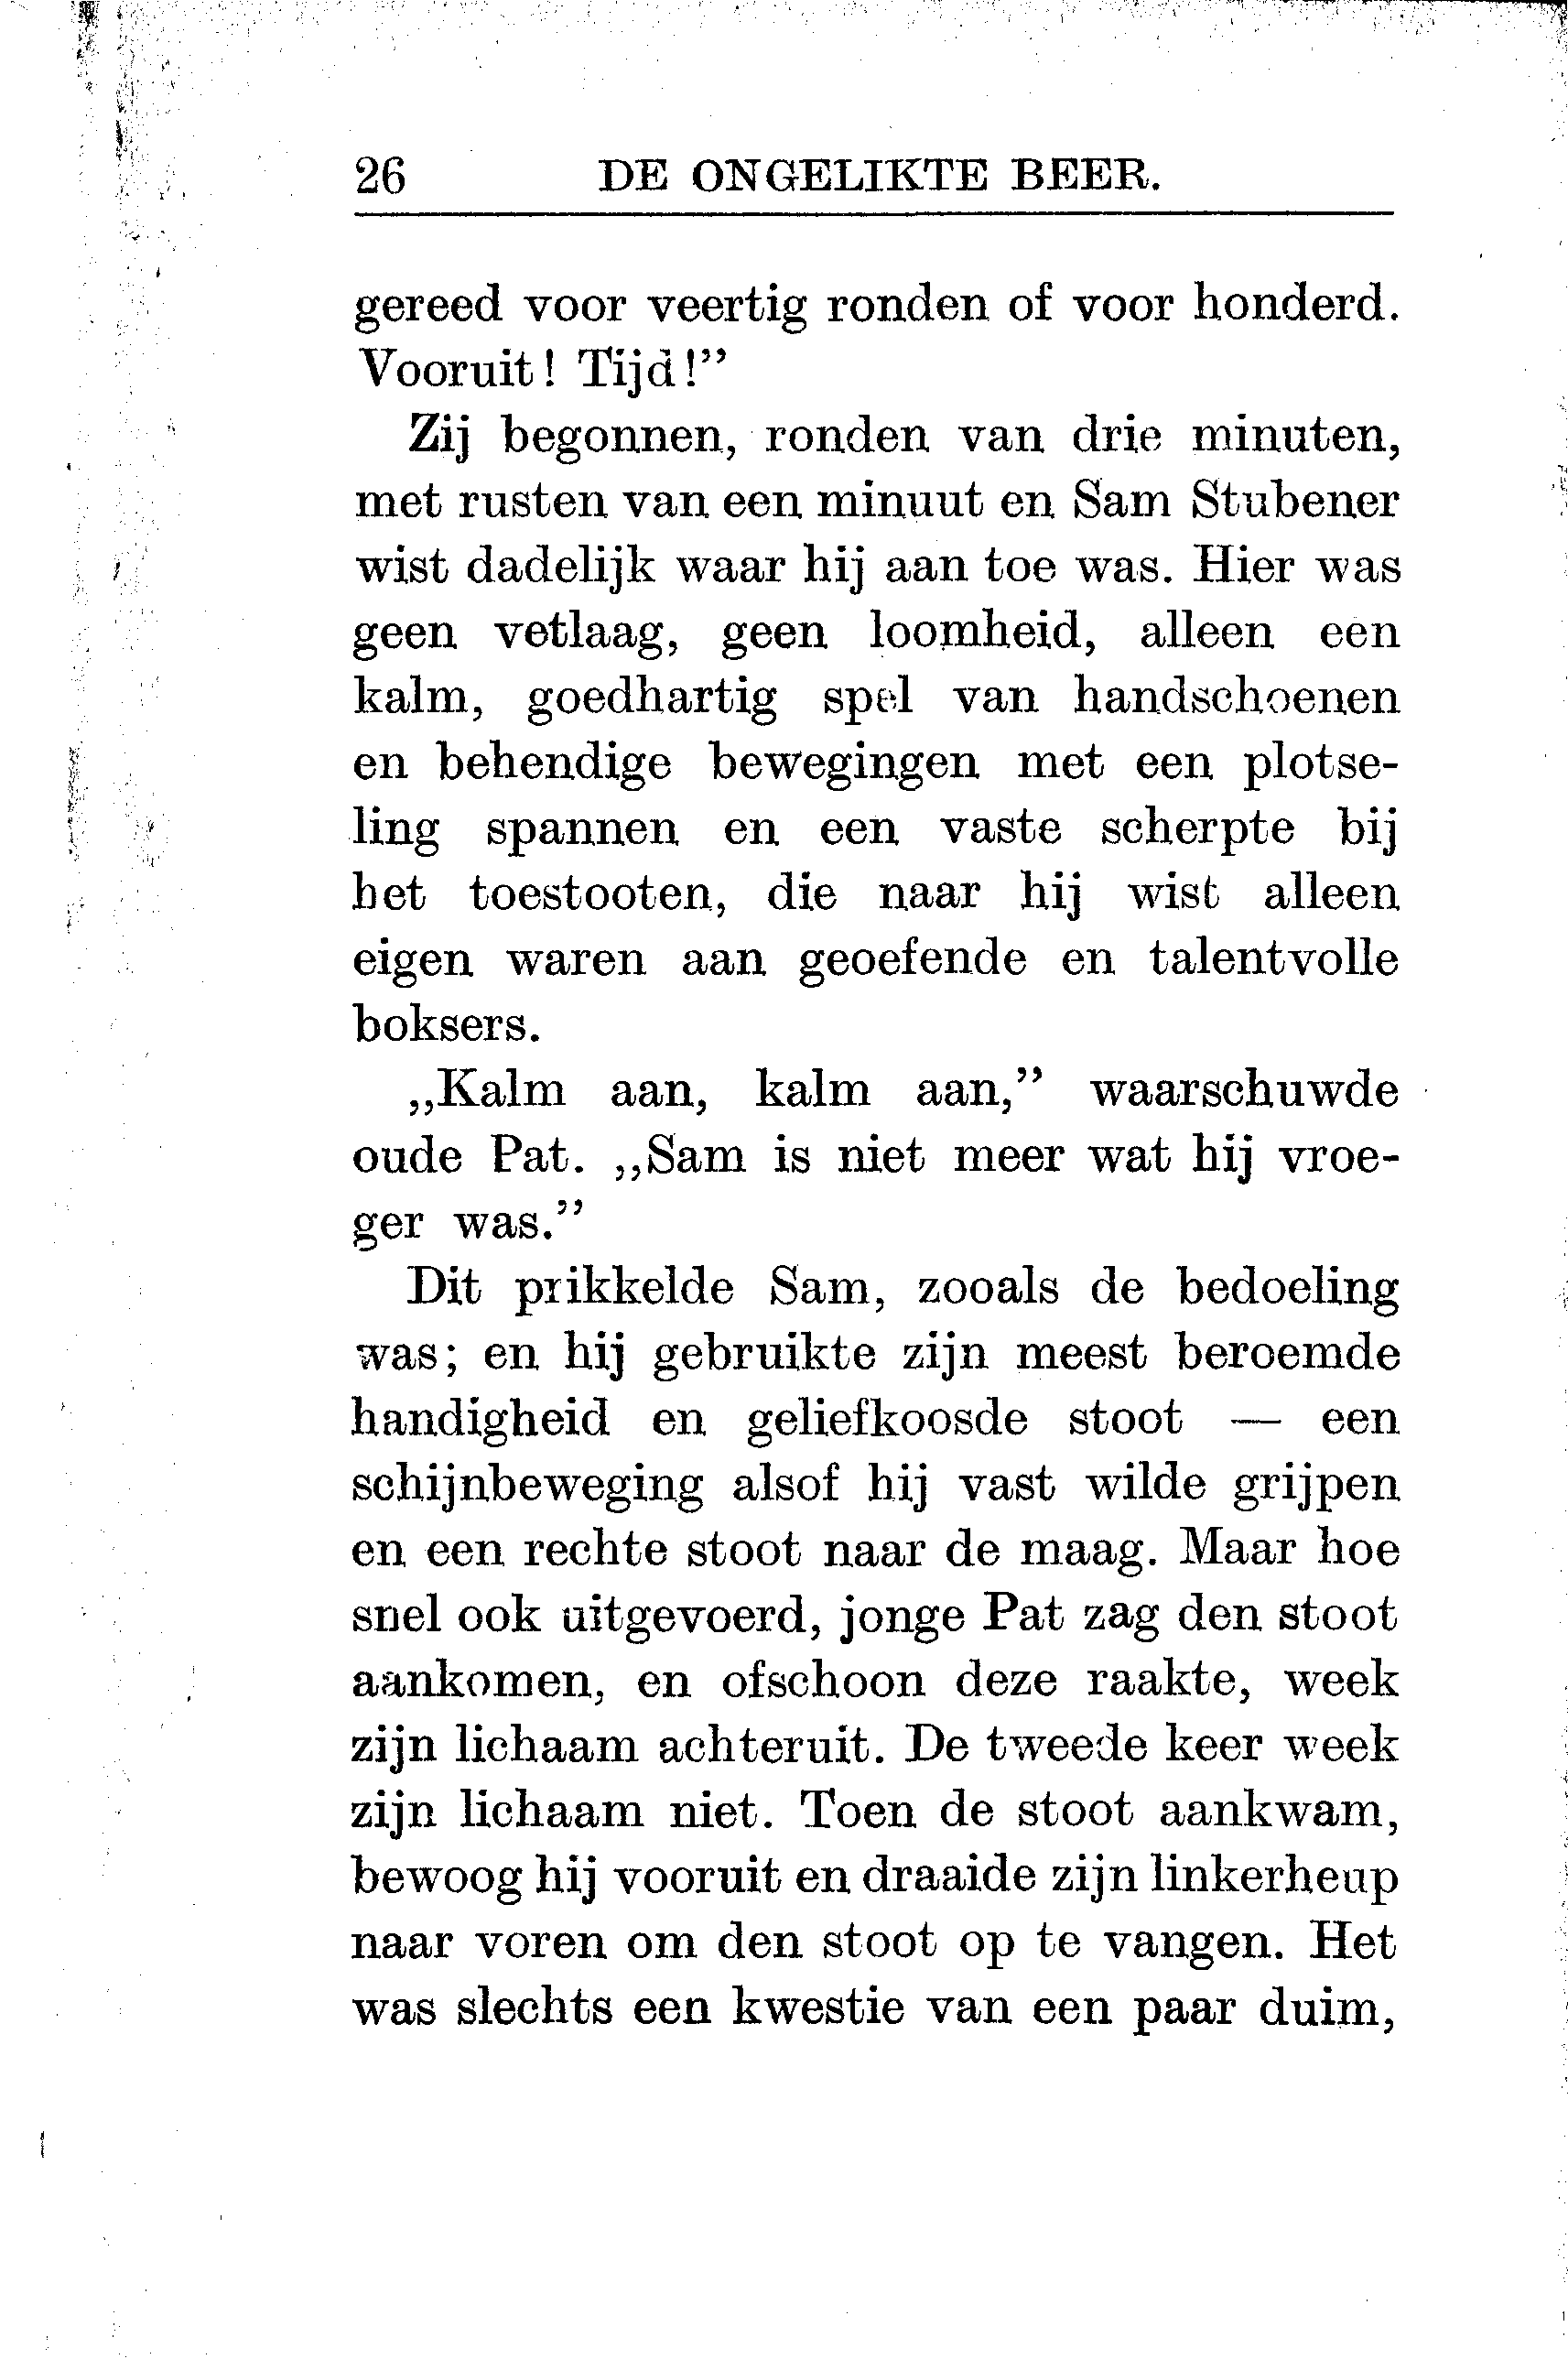 26 DE ONGELIKTE BEER.
gereed voor veertig ronden of voor honderd.
Vooruit! Tijd!”
Zij begonnen, ronden van drie minuten,
met rusten van een minuut en Sam Stubener
wist dadelijk waar hij aan toe was. Hier was
geen vetlaag, geen loomheid, alleen een
kalm, goedhartig spel van handschoenen
en behendige bewegingen met een plotse-
ling spannen en een vaste scherpte bij
het toestooten, die naar hij wist alleen
eigen waren aan geoefende en talentvolle
boksers.
„Kalm aan, kalm aan,” waarschuwde
oude Pat. „Sam is niet meer wat hij vroe-
ger was.”
Dit prikkelde Sam, zooals de bedoeling
was; en hij gebruikte zijn meest beroemde
handigheid en geliefkoosde stoot — een
schijnbeweging alsof hij vast wilde grijpen
en een rechte stoot naar de maag. Maar hoe
snel ook uitgevoerd, jonge Pat zag den stoot
aankomen, en ofschoon deze raakte, week
zijn lichaam achteruit. De tweede keer week
zijn lichaam niet. Toen de stoot aankwam,
bewoog hij vooruit en draaide zijn linkerheup
naar voren om den stoot op te vangen. Het
was slechts een kwestie van een paar duim,